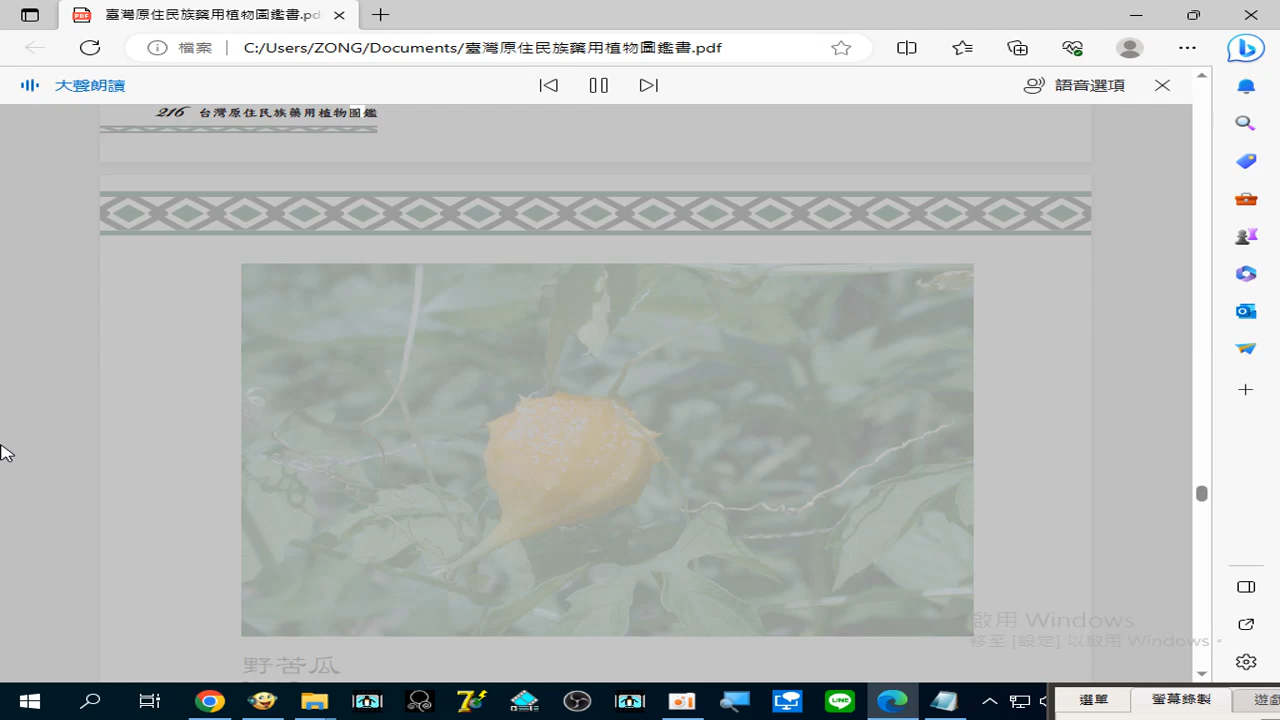 臺灣原住民族藥用植物圖鑑書.pd
檔案
C:/Users/ZONG/Documents/臺灣原住民族藥用植物圖鑑書.pdf
大聲朗讀
語音選項
216 台灣原住民族藥用植物圖鑑
野苦瓜
啟用 Windows
移至 [設定] 以啟用 Windows。
選單
螢幕錄製
遊戲